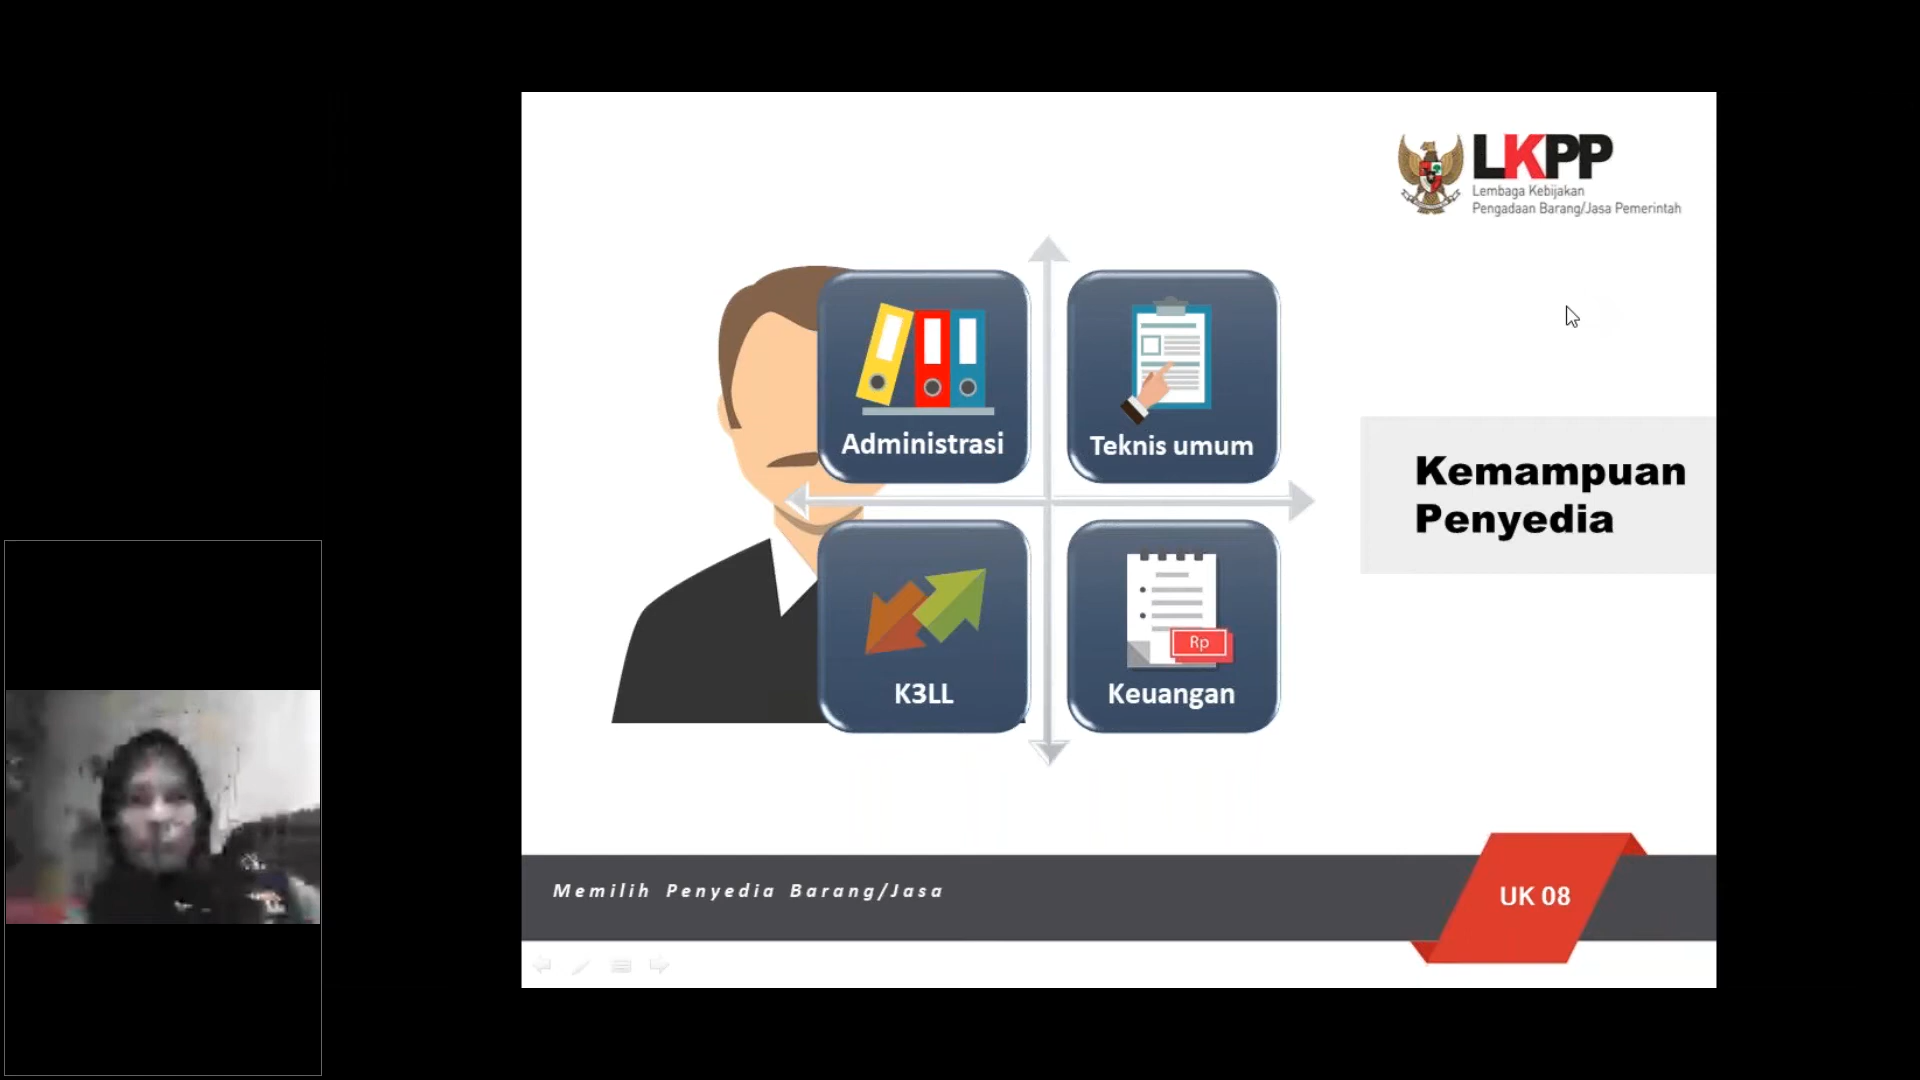 LKPP
Lembaga Kebijakan
Pengadaan Barang/Jasa Pemerintah
Administrasi
Teknis umum
Kemampuan
Penyedia
K3LL
Rp
Keuangan
Memilih Penyedia Barang/Jasa
UK 08